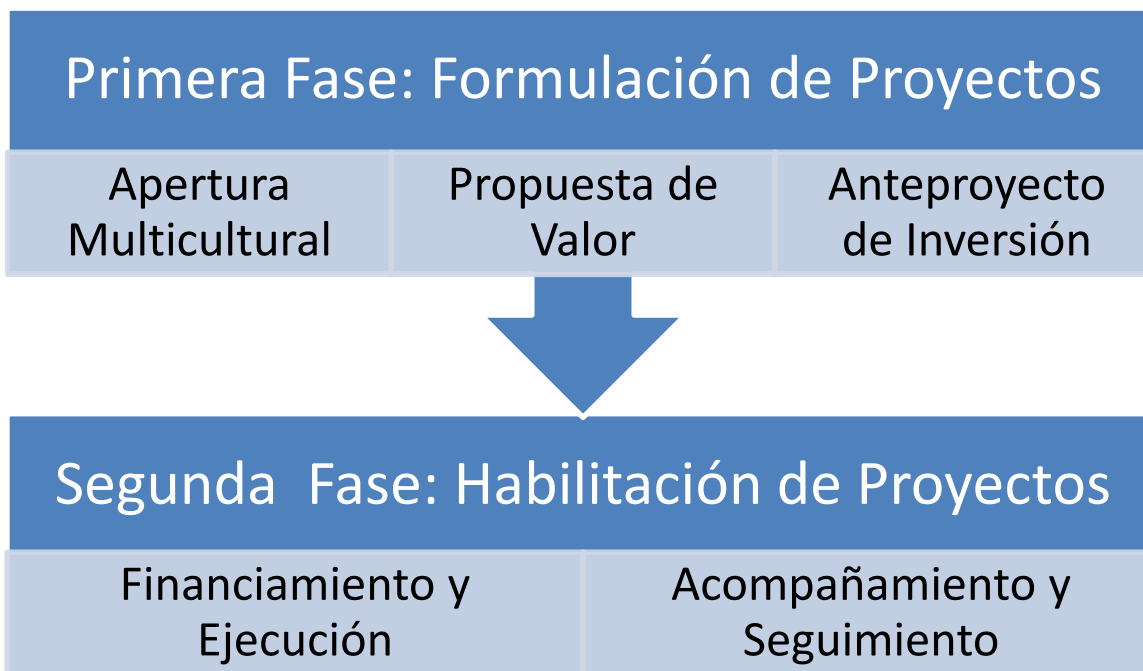 Primera Fase: Formulación de Proyectos
Apertura
Multicultural
Propuesta de
Valor
Anteproyecto
de Inversión
Segunda  Fase: Habilitación de Proyectos
Financiamiento y
Ejecución
Acompañamiento y
Seguimiento